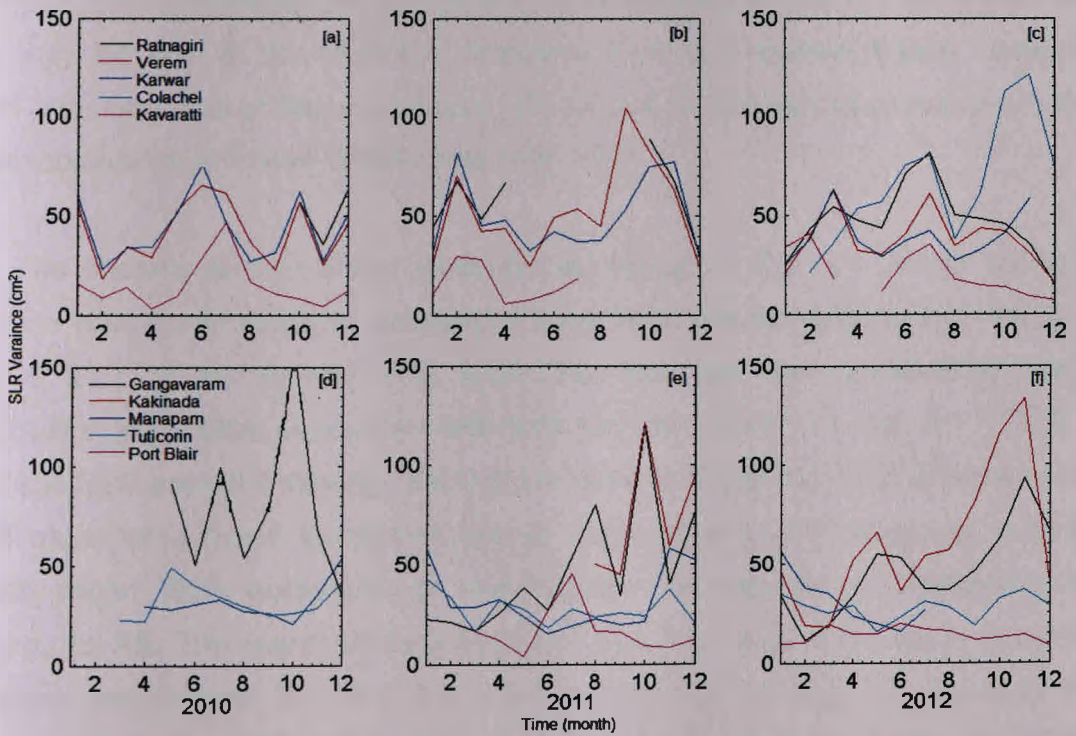 150
100
50
0
[a]
Ratnagiri
Verem
Karwar
Colachel
Kavaratti
2 4 6 8 10 12
150
100
50
0
[b]
2 4 6 8 10 12
150
100
50
0
[c]
2 4 6 8 10 12
SLR Varaince (cm²)
150
100
50
0
[d]
Gangavaram
Kakinada
Manapam
Tuticorin
Port Blair
2 4 6 8 10 12
2010
150
100
50
0
[e]
2 4 6 8 10 12
2011
Time (month)
150
100
50
0
[f]
2 4 6 8 10 12
2012